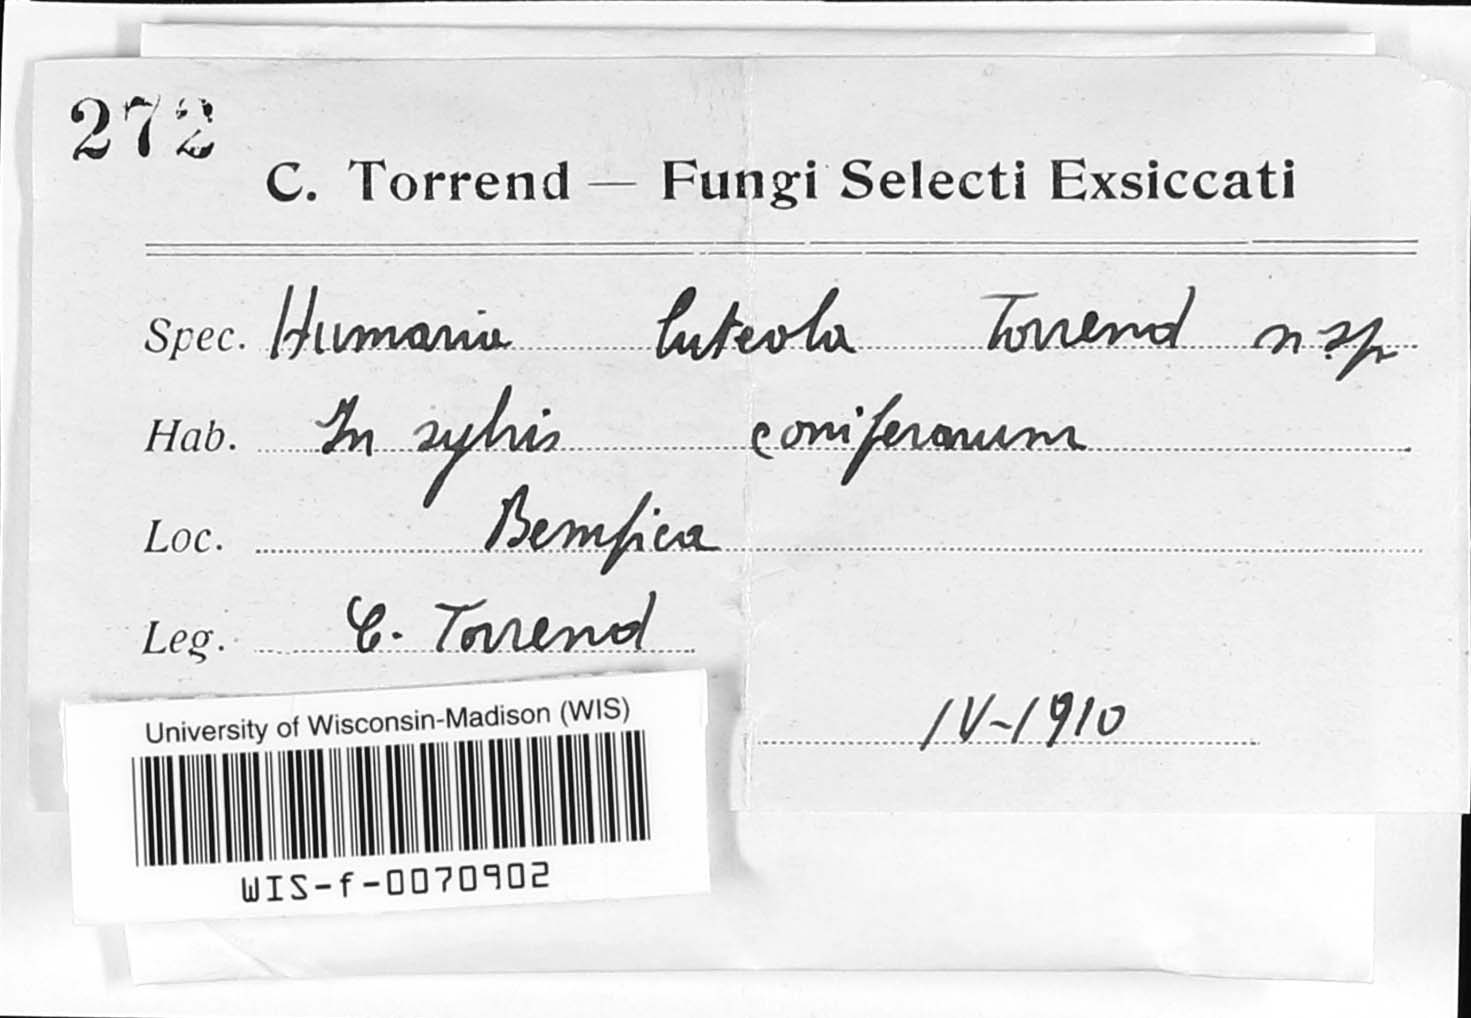 272
C. Torrend — Fungi Selecti Exsiccati
Spec. Humaria luteola Torrend n. sp
Hab. In sylvis coniferarum
Loc. Bemfica
Leg. C. Torrend
IV-1910
University of Wisconsin-Madison (WIS)
WIS-f-0070902